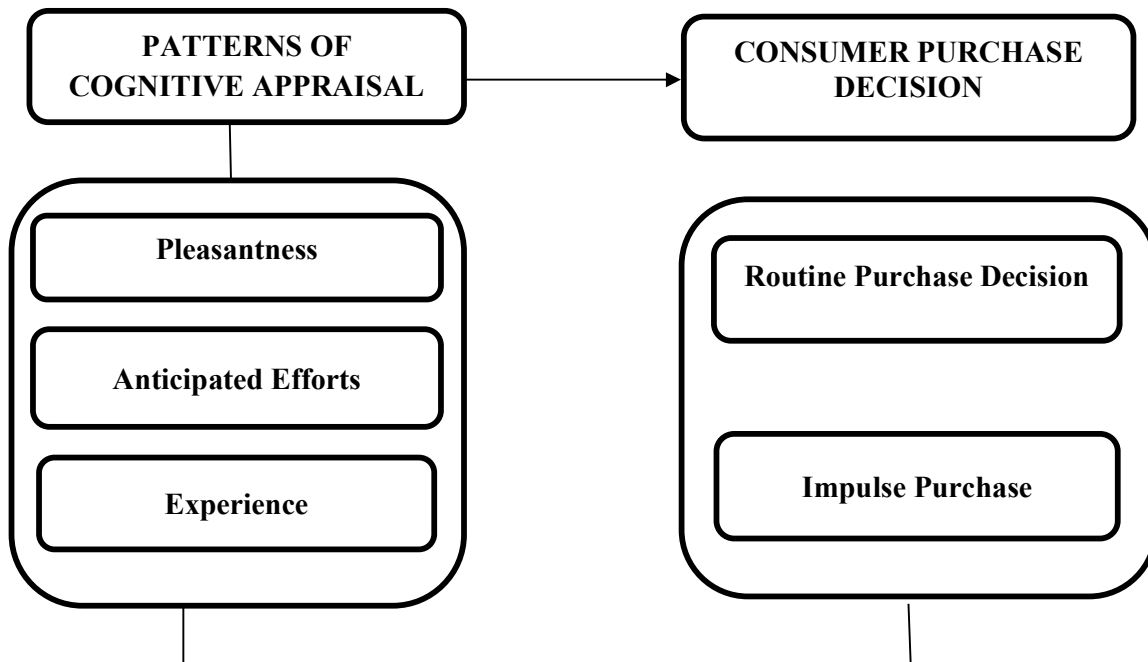 PATTERNS OF
COGNITIVE APPRAISAL
CONSUMER PURCHASE
DECISION
Pleasantness
Anticipated Efforts
Experience
Routine Purchase Decision
Impulse Purchase